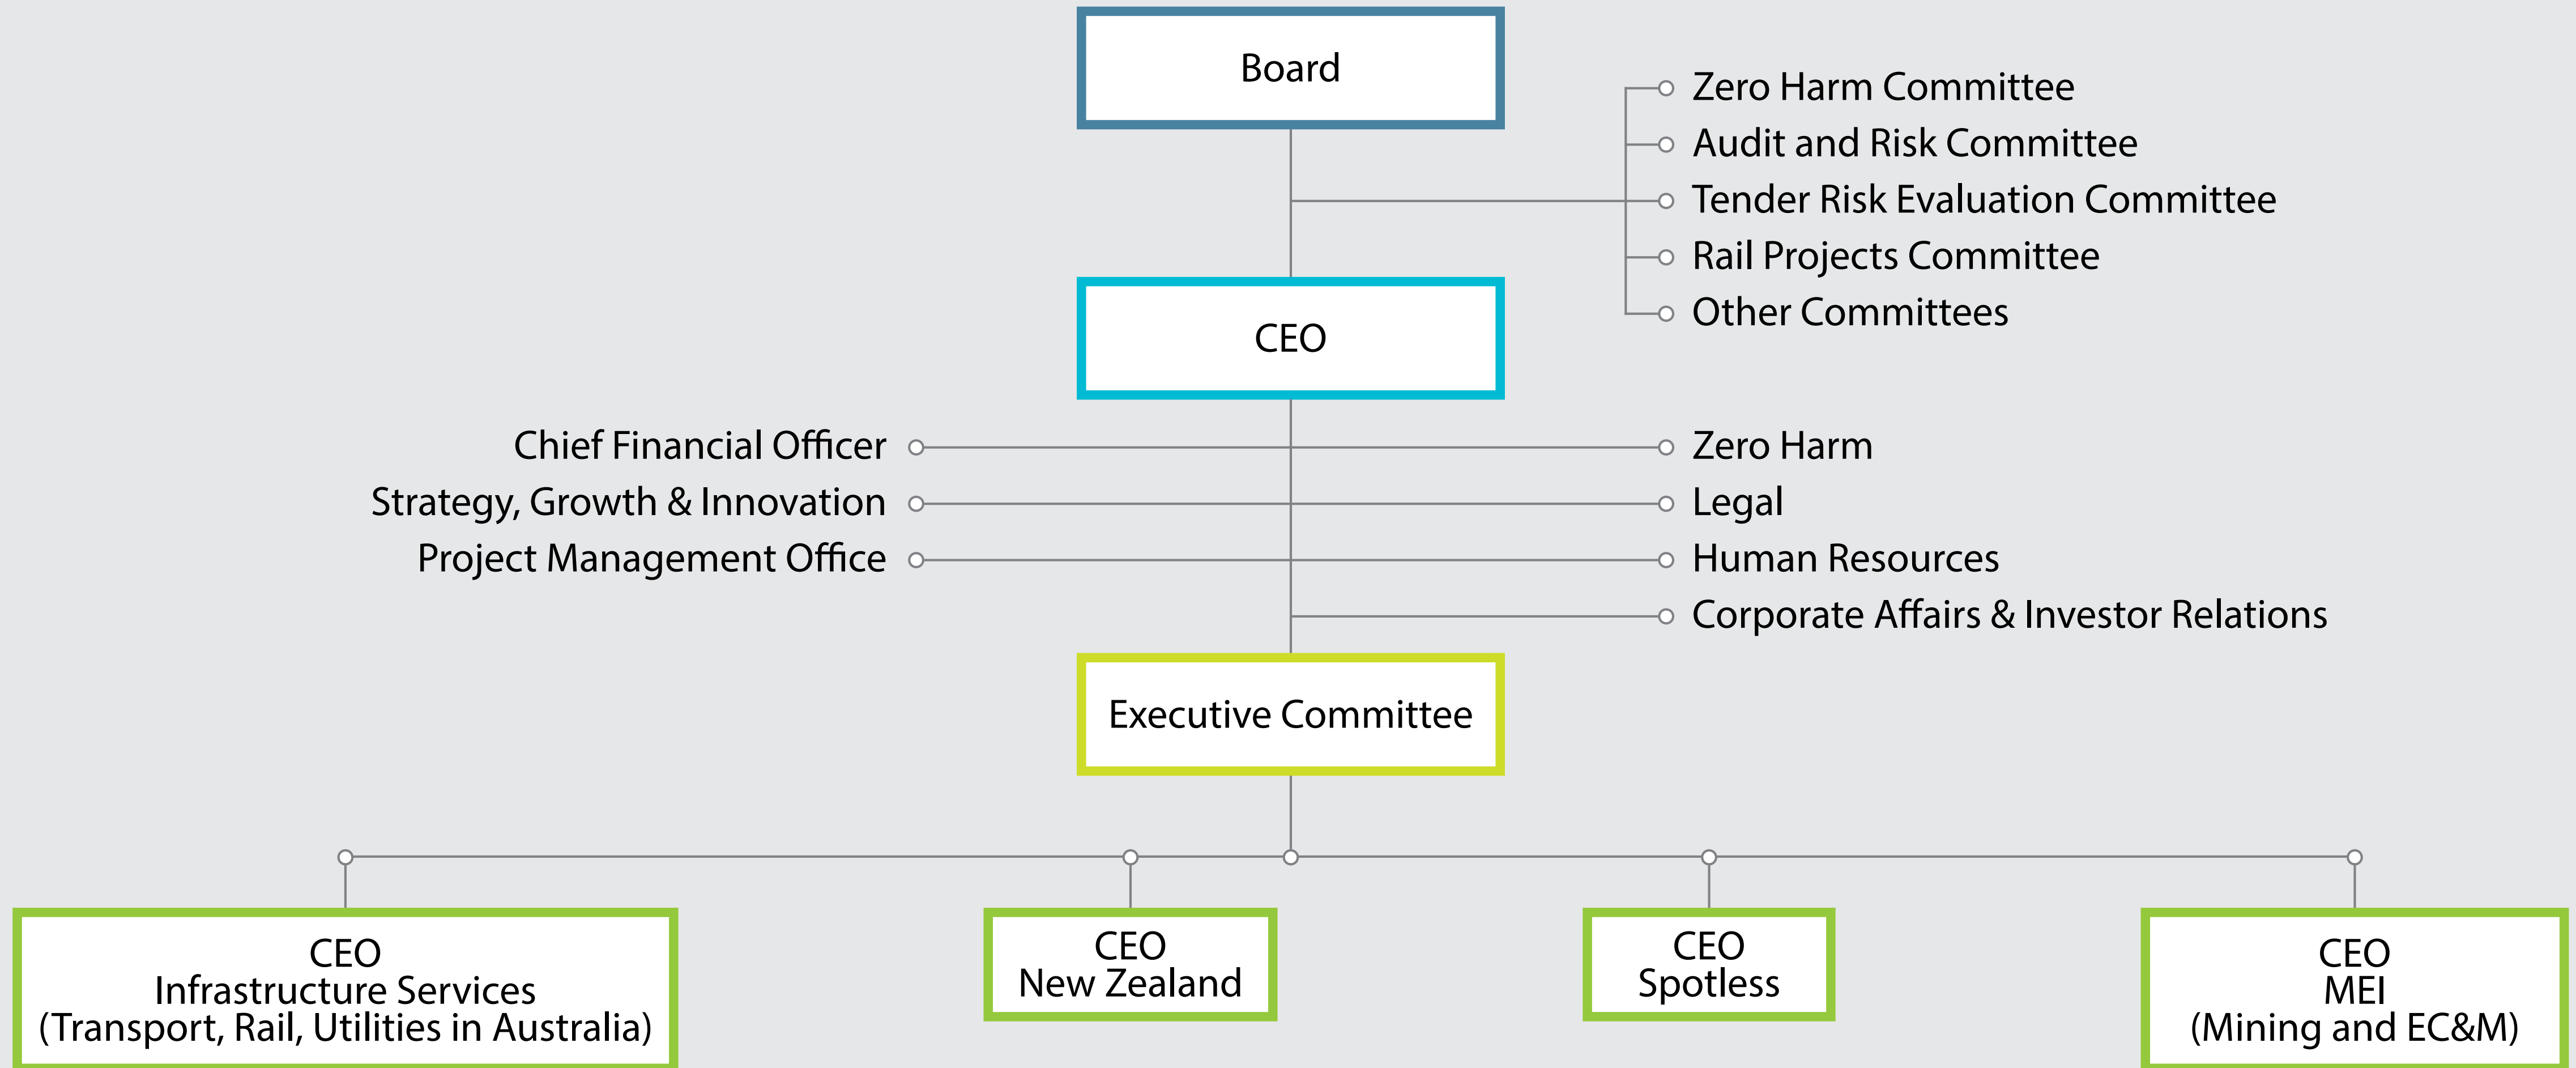 Board
Zero Harm Committee
Audit and Risk Committee
Tender Risk Evaluation Committee
Rail Projects Committee
Other Committees
CEO
Chief Financial Officer
Strategy, Growth & Innovation
Project Management Office
Zero Harm
Legal
Human Resources
Corporate Affairs & Investor Relations
Executive Committee
CEO
Infrastructure Services
(Transport, Rail, Utilities in Australia)
CEO
New Zealand
CEO
Spotless
CEO
MEI
(Mining and EC&M)